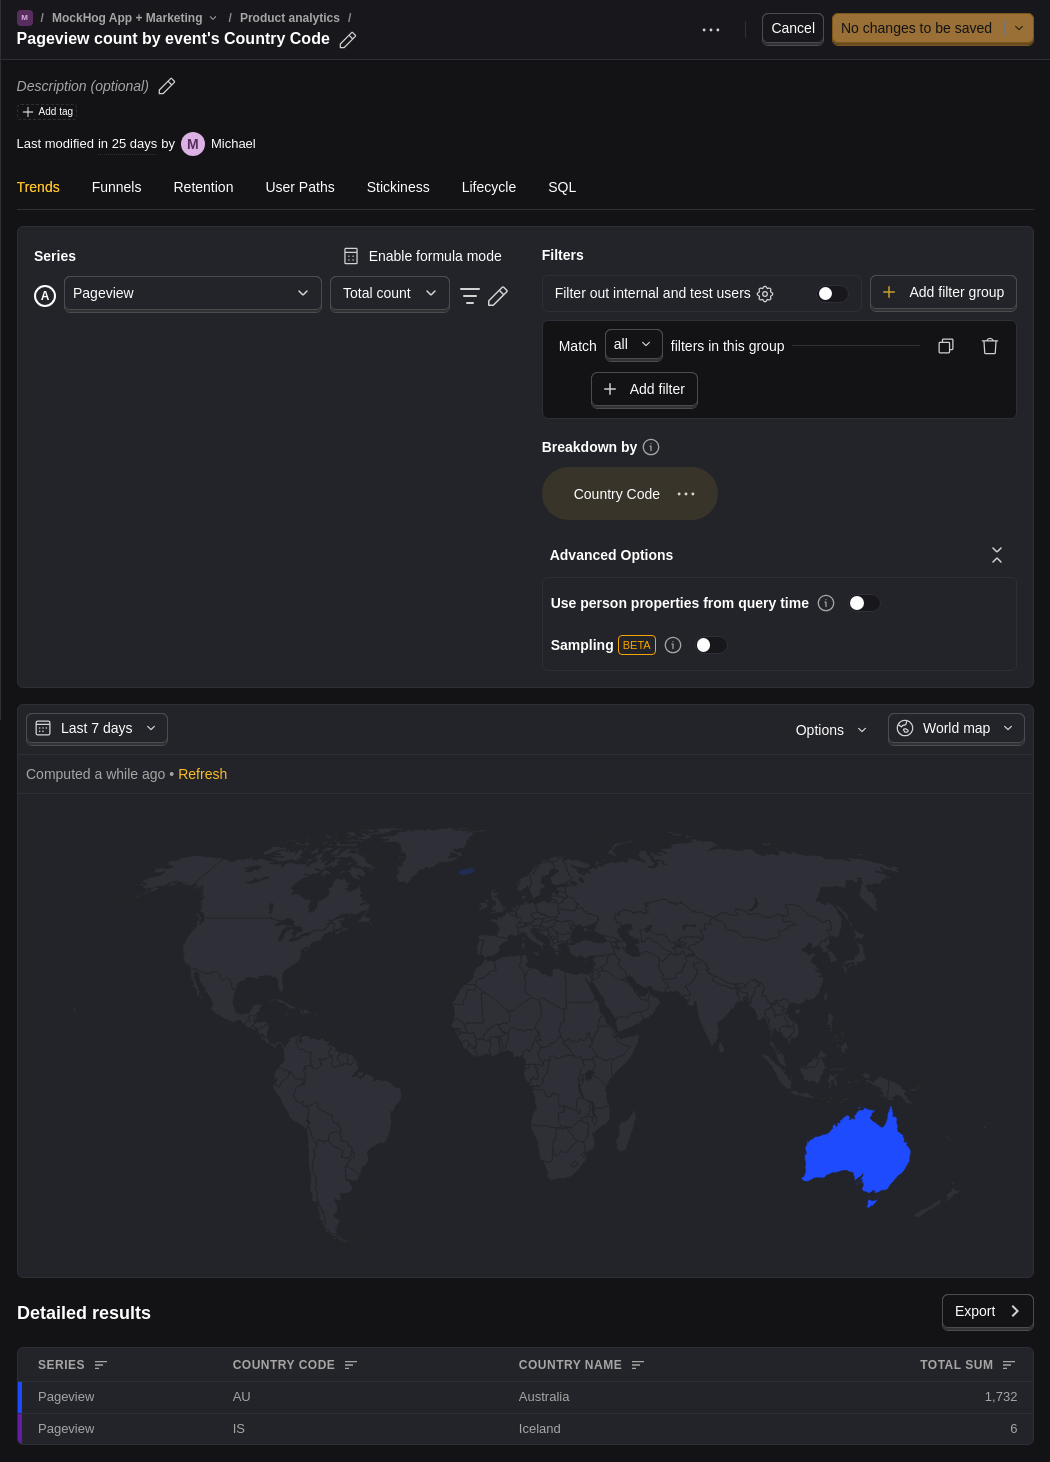 M / MockHog App + Marketing / Product analytics /
Pageview count by event's Country Code
Cancel
No changes to be saved
Description (optional)
Add tag
Last modified in 25 days by M Michael
Trends Funnels Retention User Paths Stickiness Lifecycle SQL
Series
Enable formula mode
A Pageview
Total count
Filters
Filter out internal and test users
Add filter group
Match all filters in this group
Add filter
Breakdown by
Country Code
Advanced Options
Use person properties from query time
Sampling BETA
Last 7 days
Options
World map
Computed a while ago • Refresh
Detailed results
Export
SERIES COUNTRY CODE COUNTRY NAME TOTAL SUM
Pageview AU Australia 1,732
Pageview IS Iceland 6